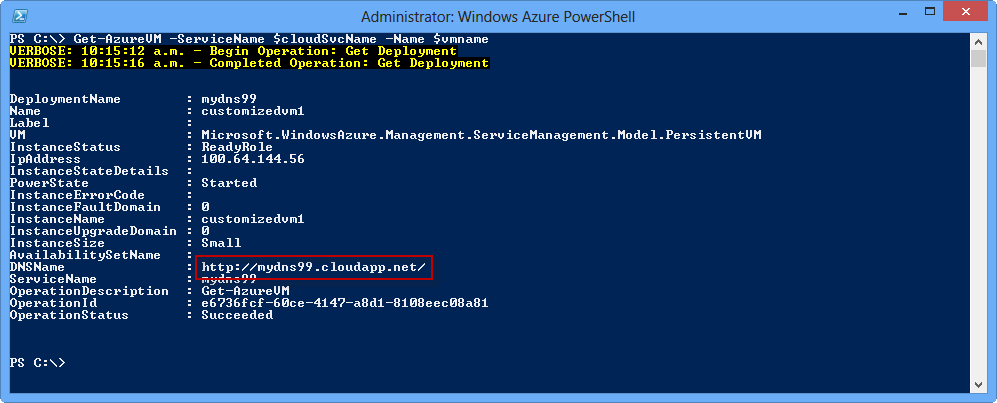 Administrator: Windows Azure PowerShell
PS C:\> Get-AzureVM -ServiceName $cloudSvcName -Name $vmname
VERBOSE: 10:15:12 a.m. - Begin Operation: Get Deployment
VERBOSE: 10:15:16 a.m. - Completed Operation: Get Deployment
DeploymentName : mydns99
Name : customizedvm1
Label :
VM : Microsoft.WindowsAzure.Management.ServiceManagement.Model.PersistentVM
InstanceStatus : ReadyRole
IpAddress : 100.64.144.56
InstanceStateDetails :
PowerState : Started
InstanceErrorCode :
InstanceFaultDomain : 0
InstanceName : customizedvm1
InstanceUpgradeDomain : 0
InstanceSize : Small
AvailabilitySetName :
DNSName : http://mydns99.cloudapp.net/
ServiceName : mydns99
OperationDescription : Get-AzureVM
OperationId : e6736fcf-60ce-4147-a8d1-8108eec08a81
OperationStatus : Succeeded
PS C:\>